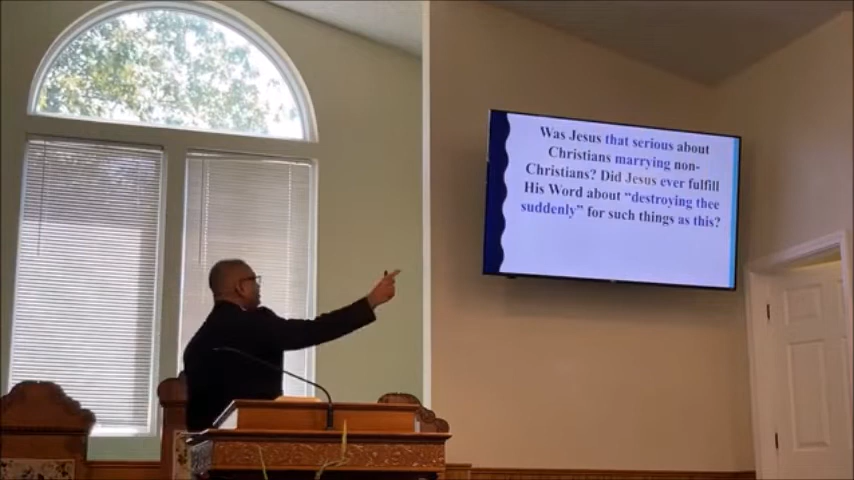 Was Jesus that serious about
Christians marrying non-
Christians? Did Jesus ever fulfill
His Word about “destroying thee
suddenly” for such things as this?